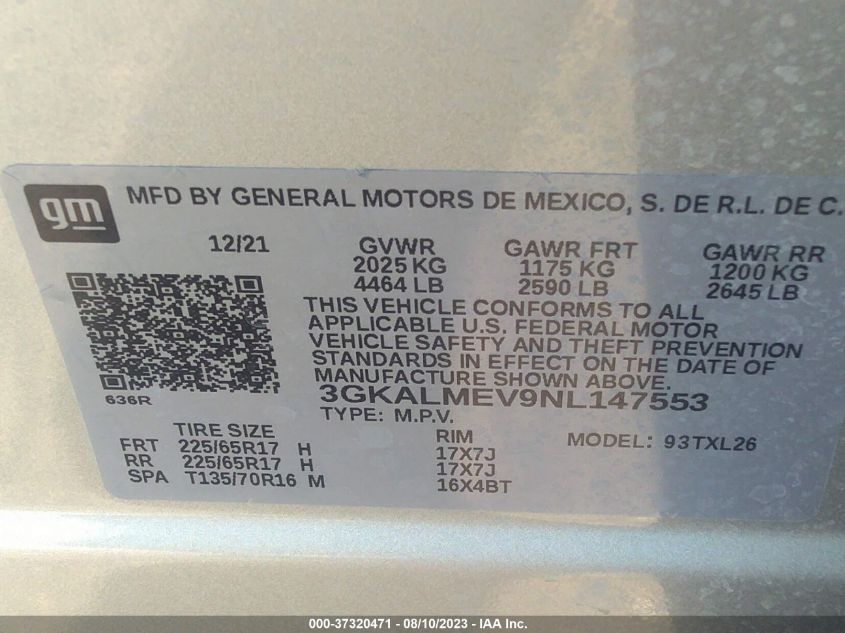 gm
MFD BY GENERAL MOTORS DE MEXICO, S. DE R.L. DE C.
12/21
GVWR
2025 KG
4464 LB
GAWR FRT
1175 KG
2590 LB
GAWR RR
1200 KG
2645 LB
THIS VEHICLE CONFORMS TO ALL
APPLICABLE U.S. FEDERAL MOTOR
VEHICLE SAFETY AND THEFT PREVENTION
STANDARDS IN EFFECT ON THE DATE OF
MANUFACTURE SHOWN ABOVE.
636R
3GKALMEV9NL147553
TYPE: M.P.V.
TIRE SIZE
RIM
MODEL: 93TXL26
FRT 225/65R17 H 17X7J
RR 225/65R17 H 17X7J
SPA T135/70R16 M 16X4BT
000-37320471 - 08/10/2023 - IAA Inc.